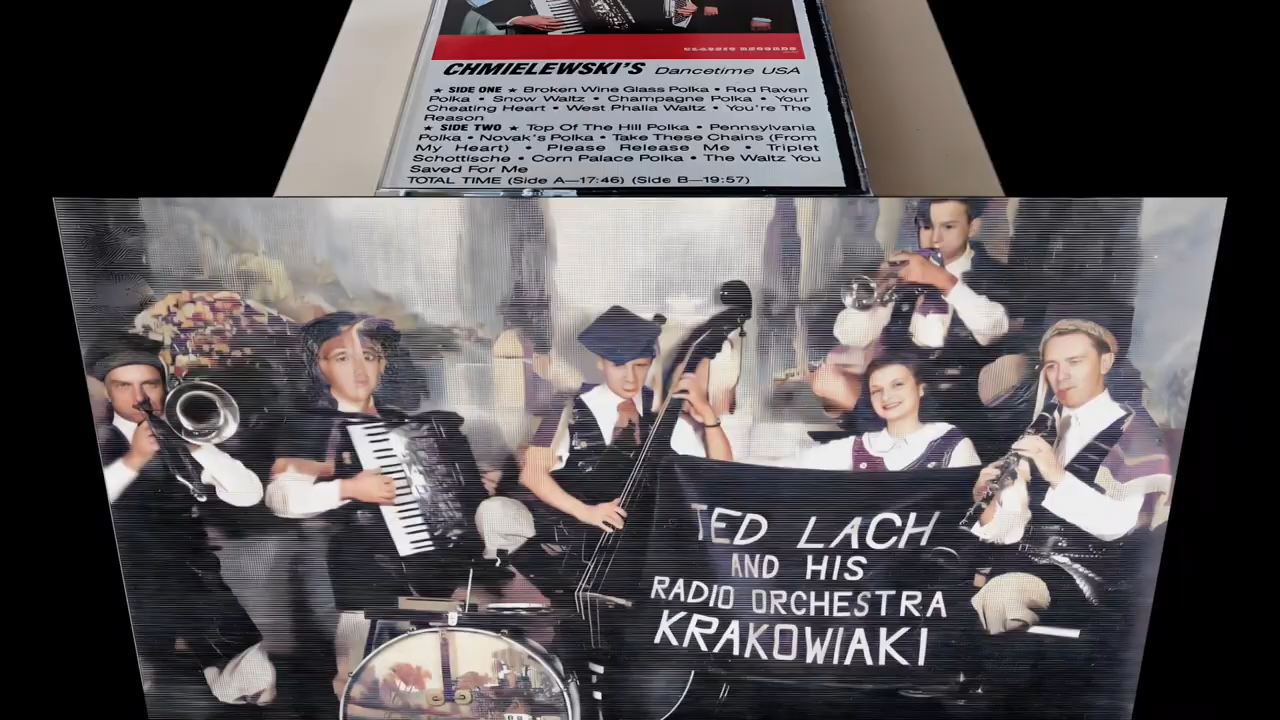 CLASSIC RECORDS
CHMIELEWSKI'S Dancetime USA
★ SIDE ONE ★ Broken Wine Glass Polka • Red Raven
Polka • Snow Waltz • Champagne Polka • Your
Cheating Heart • West Phalia Waltz • You're The
Reason
★ SIDE TWO ★ Top Of The Hill Polka • Pennsylvania
Polka • Novak's Polka • Take These Chains (From
My Heart) • Please Release Me • Triplet
Schottische • Corn Palace Polka • The Waltz You
Saved For Me
TOTAL TIME (Side A—17:46) (Side B—19:57)
TED LACH
AND HIS
RADIO ORCHESTRA
KRAKOWIAKI